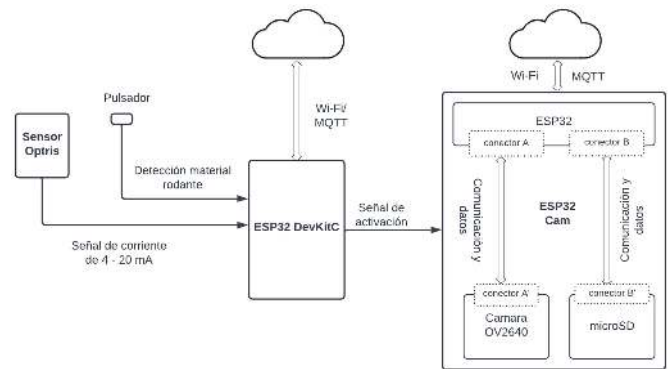 Wi-Fi
MQTT
Pulsador
Wi-Fi/
MQTT
ESP32
Sensor
Optris
conector A
conector B
Detección material
rodante
Comunicación y
datos
ESP32
Cam
Comunicación y
datos
ESP32 DevKitC
Señal de
activación
Señal de corriente
de 4 - 20 mA
conector A'
conector B'
Camara
OV2640
microSD